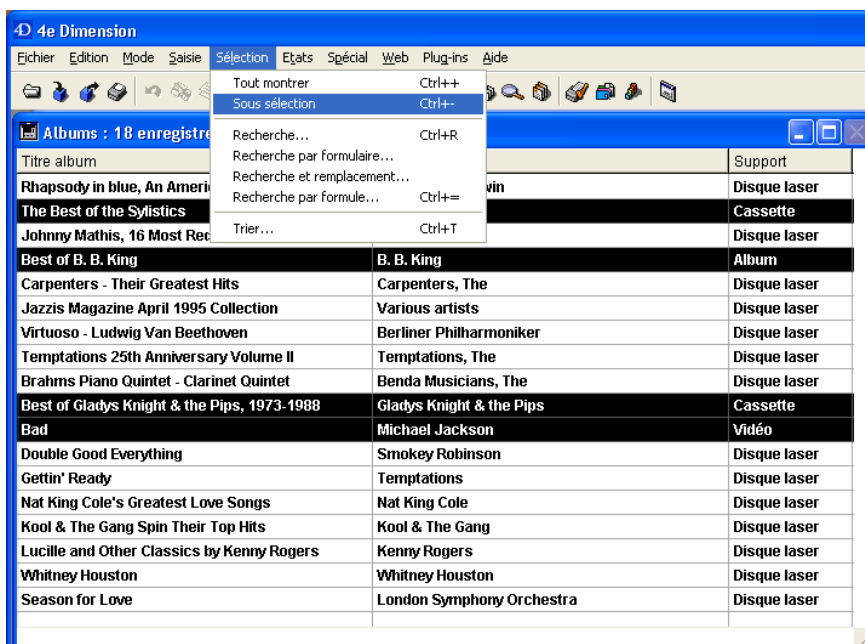 4D 4e Dimension
Fichier Edition Mode Saisie Sélection Etats Spécial Web Plug-ins Aide
Tout montrer Ctrl++
Sous sélection Ctrl+-
Recherche... Ctrl+R
Recherche par formulaire...
Recherche et remplacement...
Recherche par formule... Ctrl+=
Trier... Ctrl+T
Albums : 18 enregistre
Titre album Support
Rhapsody in blue, An Ameri win Disque laser
The Best of the Sylistics Cassette
Johnny Mathis, 16 Most Req Disque laser
Best of B. B. King B. B. King Album
Carpenters - Their Greatest Hits Carpenters, The Disque laser
Jazzis Magazine April 1995 Collection Various artists Disque laser
Virtuoso - Ludwig Van Beethoven Berliner Philharmoniker Disque laser
Temptations 25th Anniversary Volume II Temptations, The Disque laser
Brahms Piano Quintet - Clarinet Quintet Benda Musicians, The Disque laser
Best of Gladys Knight & the Pips, 1973-1988 Gladys Knight & the Pips Cassette
Bad Michael Jackson Vidéo
Double Good Everything Smokey Robinson Disque laser
Gettin' Ready Temptations Disque laser
Nat King Cole's Greatest Love Songs Nat King Cole Disque laser
Kool & The Gang Spin Their Top Hits Kool & The Gang Disque laser
Lucille and Other Classics by Kenny Rogers Kenny Rogers Disque laser
Whitney Houston Whitney Houston Disque laser
Season for Love London Symphony Orchestra Disque laser